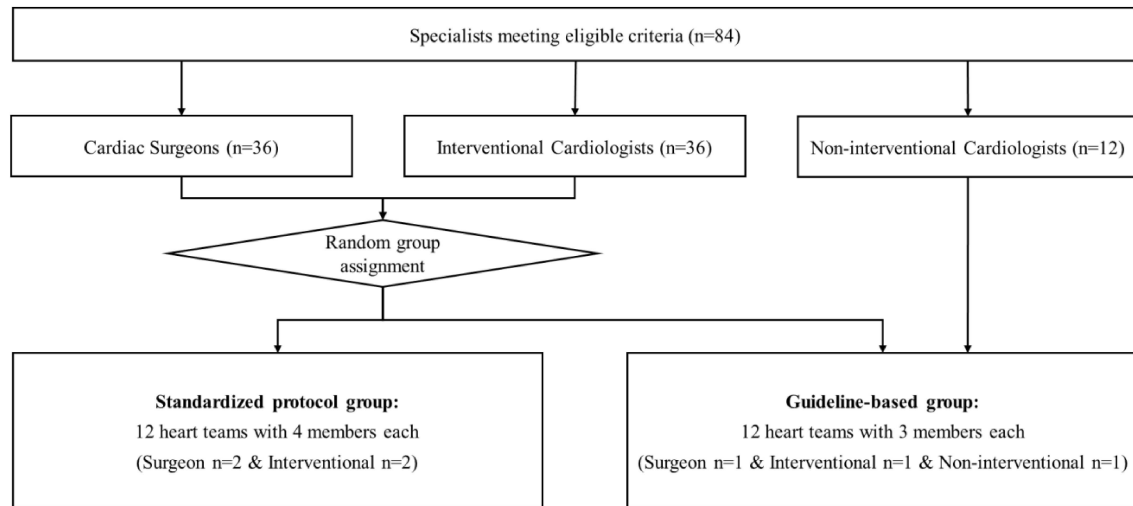 Specialists meeting eligible criteria (n=84)
Cardiac Surgeons (n=36)
Interventional Cardiologists (n=36)
Non-interventional Cardiologists (n=12)
Random group
assignment
Standardized protocol group:
12 heart teams with 4 members each
(Surgeon n=2 & Interventional n=2)
Guideline-based group:
12 heart teams with 3 members each
(Surgeon n=1 & Interventional n=1 & Non-interventional n=1)